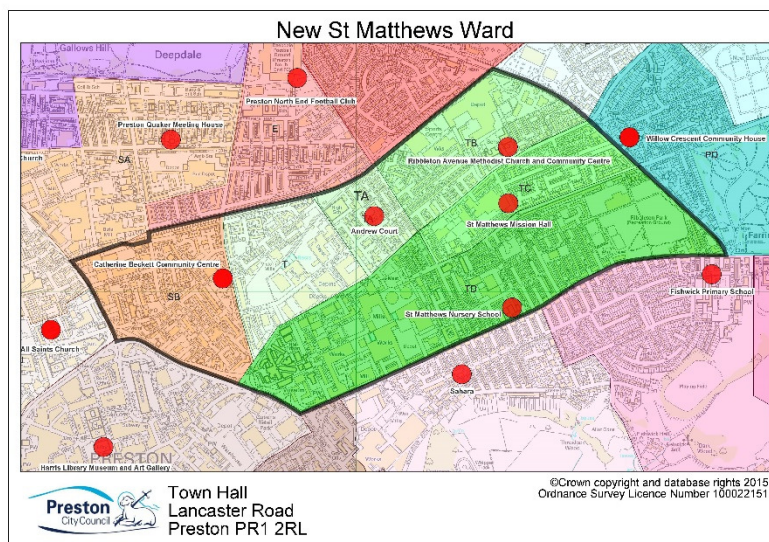 New St Matthews Ward
Gallows Hill
Deepdale
Preston North End Football Club
Preston Quaker Meeting House
TE
SA
Church
TB
Ribbleton Avenue Methodist Church and Community Centre
Willow Crescent Community House
PD
TA
TC
Andrew Court
St Matthews Mission Hall
Catherine Beckett Community Centre
T
SB
TD
St Matthews Nursery School
Fishwick Primary School
All Saints Church
Sahara
PRESTON
Harris Library Museum and Art Gallery
Preston
City Council
Town Hall
Lancaster Road
Preston PR1 2RL
©Crown copyright and database rights 2015
Ordnance Survey Licence Number 100022151